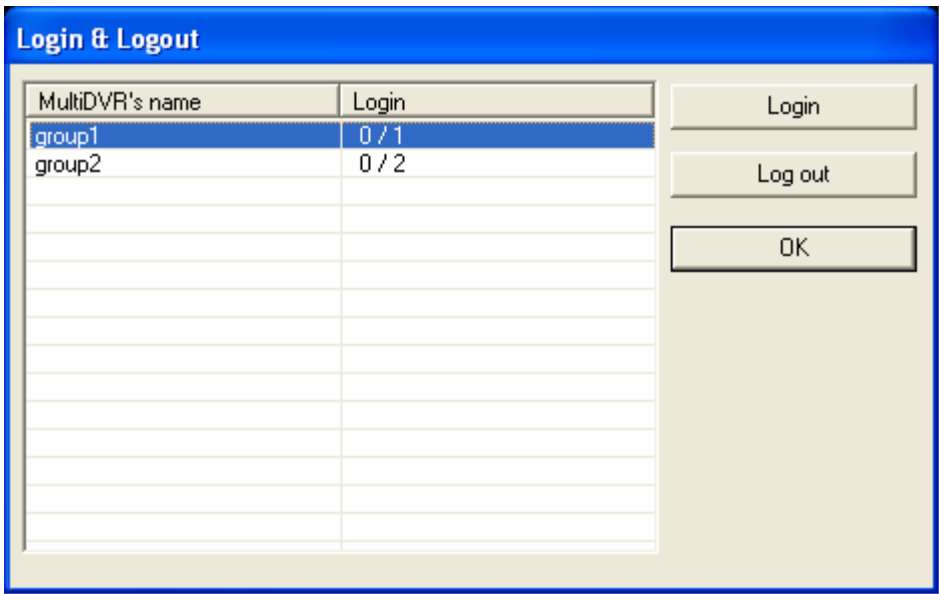 Login & Logout
MultiDVR's name Login
group1 0 / 1
group2 0 / 2
Login
Log out
OK